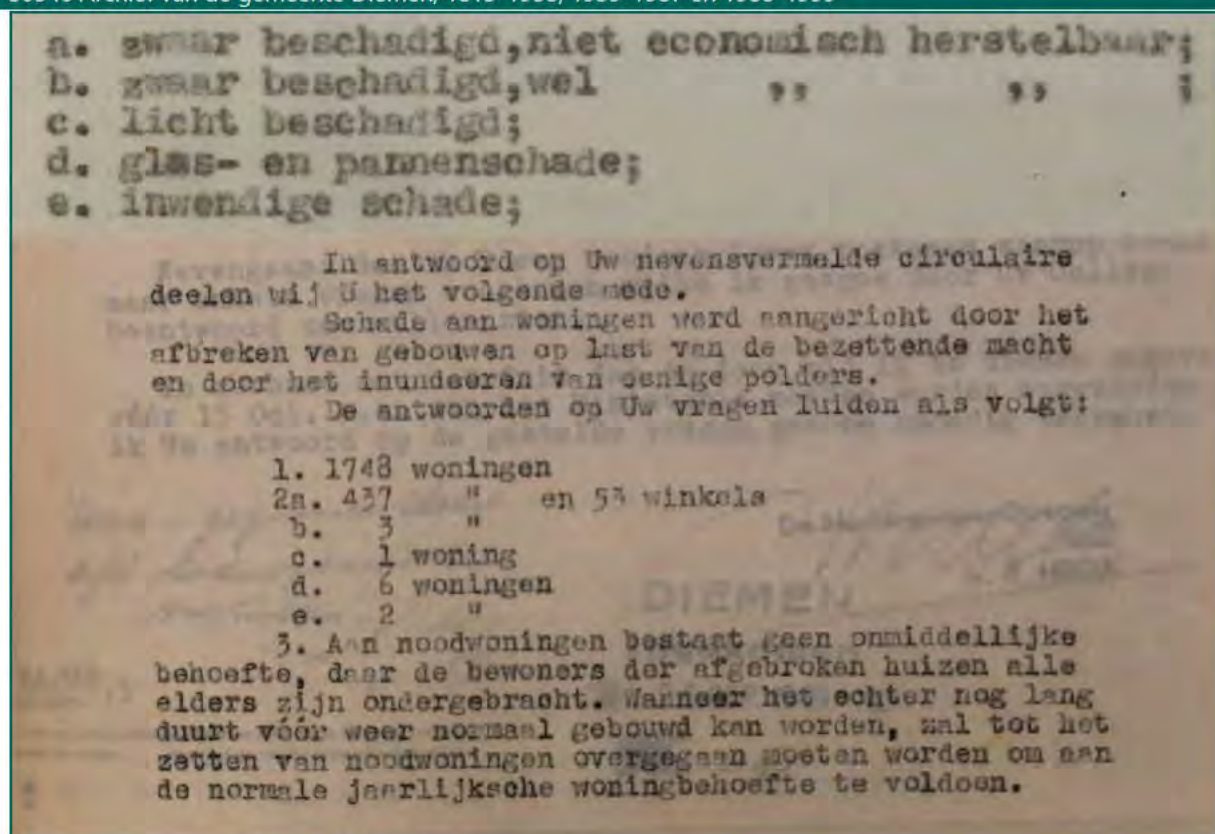 a. zwaar beschadigd,niet economisch herstelbaar;
b. zwaar beschadigd,wel ,, ,, ;
c. licht beschadigd;
d. glas- en pannenschade;
e. inwendige schade;
In antwoord op Uw nevensvermelde circulaire
deelen wij U het volgende mede.
Schade aan woningen werd aangericht door het
afbreken van gebouwen op last van de bezettende macht
en door het inundeeren van eenige polders.
De antwoorden op Uw vragen luiden als volgt:
1. 1748 woningen
2a. 437 " en 53 winkels
b. 3 "
c. 1 woning
d. 6 woningen
e. 2 "
DIEMEN
3. Aan noodwoningen bestaat geen onmiddellijke
behoefte, daar de bewoners der afgebroken huizen alle
elders zijn ondergebracht. Wanneer het echter nog lang
duurt vóór weer normaal gebouwd kan worden, zal tot het
zetten van noodwoningen overgegaan moeten worden om aan
de normale jaarlijksche woningbehoefte te voldoen.